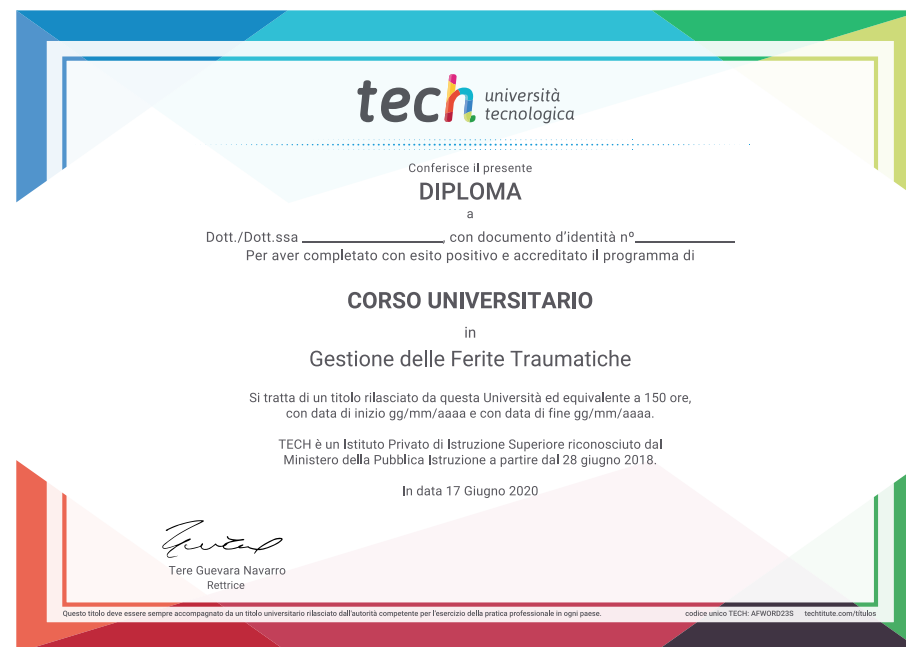 tech università
tecnologica
Conferisce il presente
DIPLOMA
a
Dott./Dott.ssa ____________________, con documento d'identità nº______________
Per aver completato con esito positivo e accreditato il programma di
CORSO UNIVERSITARIO
in
Gestione delle Ferite Traumatiche
Si tratta di un titolo rilasciato da questa Università ed equivalente a 150 ore,
con data di inizio gg/mm/aaaa e con data di fine gg/mm/aaaa.
TECH è un Istituto Privato di Istruzione Superiore riconosciuto dal
Ministero della Pubblica Istruzione a partire dal 28 giugno 2018.
In data 17 Giugno 2020
Tere Guevara Navarro
Rettrice
Questo titolo deve essere sempre accompagnato da un titolo universitario rilasciato dall'autorità competente per l'esercizio della pratica professionale in ogni paese. codice unico TECH: AFWORD23S techtitute.com/títulos